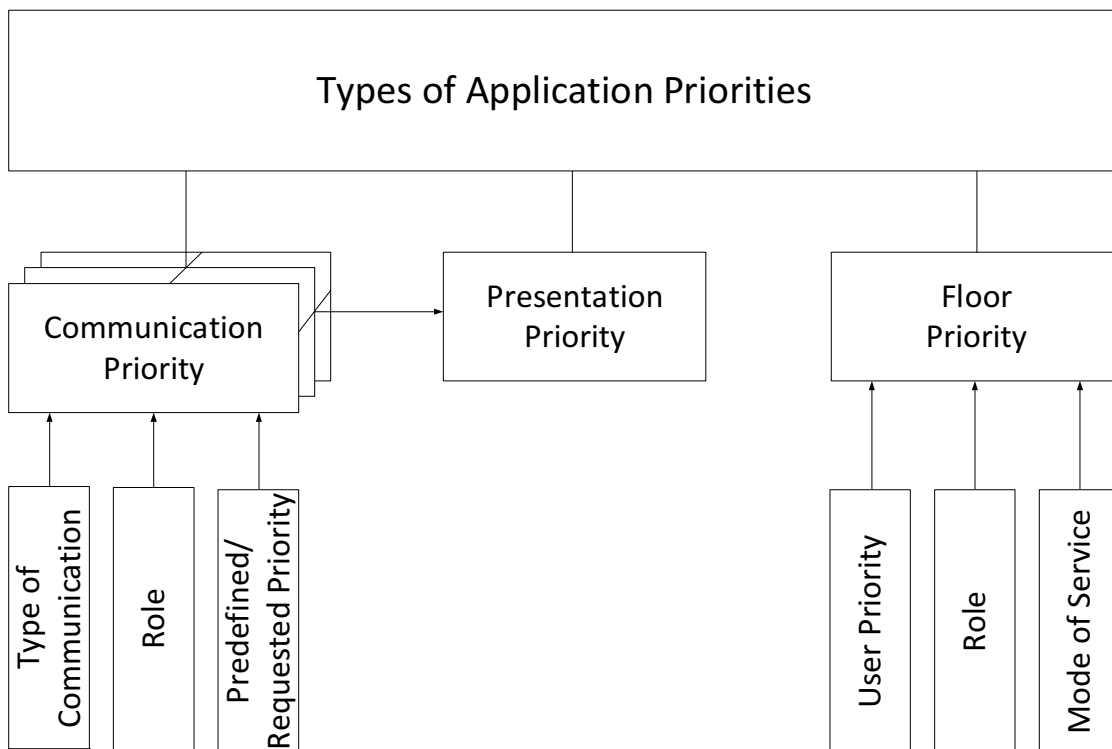 Types of Application Priorities
Communication
Priority
Presentation
Priority
Floor
Priority
Type of
Communication
Role
Predefined/
Requested Priority
User Priority
Role
Mode of Service